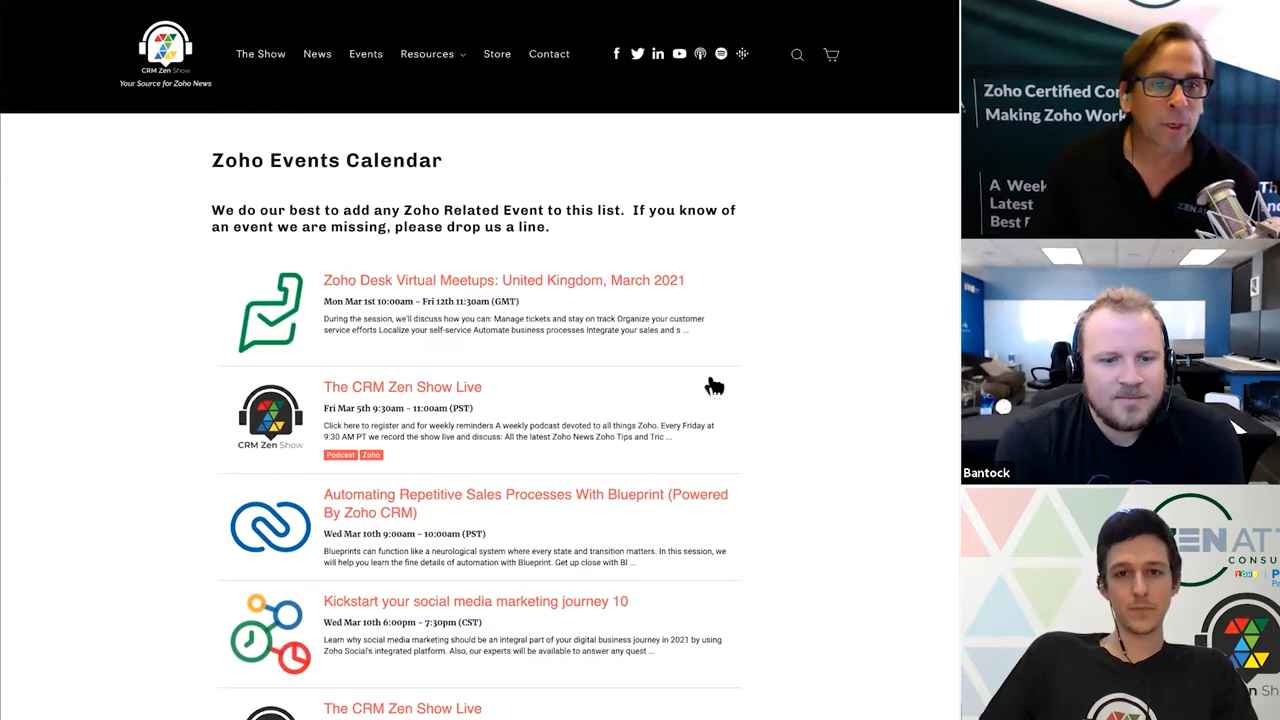 CRM Zen Show
Your Source for Zoho News
The Show News Events Resources Store Contact
Zoho Events Calendar
We do our best to add any Zoho Related Event to this list. If you know of
an event we are missing, please drop us a line.
Zoho Desk Virtual Meetups: United Kingdom, March 2021
Mon Mar 1st 10:00am - Fri 12th 11:30am (GMT)
During the session, we'll discuss how you can: Manage tickets and stay on track Organize your customer
service efforts Localize your self-service Automate business processes Integrate your sales and s ...
CRM Zen Show
The CRM Zen Show Live
Fri Mar 5th 9:30am - 11:00am (PST)
Click here to register and for weekly reminders A weekly podcast devoted to all things Zoho. Every Friday at
9:30 AM PT we record the show live and discuss: All the latest Zoho News Zoho Tips and Tric ...
Podcast Zoho
Automating Repetitive Sales Processes With Blueprint (Powered
By Zoho CRM)
Wed Mar 10th 9:00am - 10:00am (PST)
Blueprints can function like a neurological system where every state and transition matters. In this session, we
will help you learn the fine details of automation with Blueprint. Get up close with Bl ...
Kickstart your social media marketing journey 10
Wed Mar 10th 6:00pm - 7:30pm (CST)
Learn why social media marketing should be an integral part of your digital business journey in 2021 by using
Zoho Social's integrated platform. Also, our experts will be available to answer any quest ...
The CRM Zen Show Live
Zoho Certified Con
Making Zoho Work
A Week
Latest
Best
ZEN
Bantock
ZEN ATT
CONSU